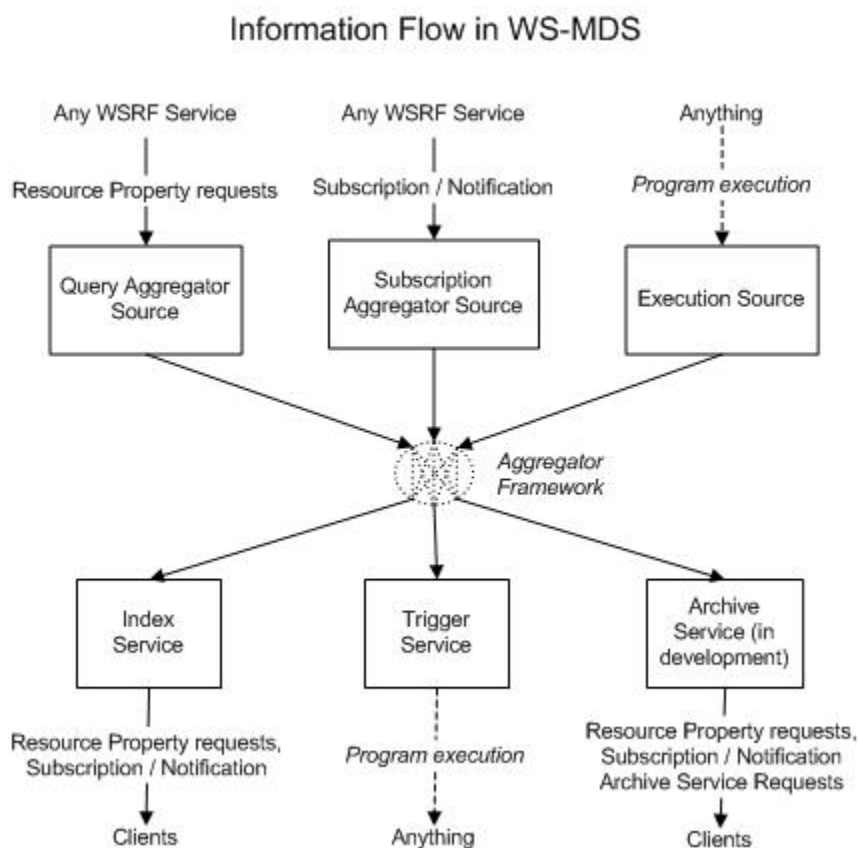 Information Flow in WS-MDS
Any WSRF Service
Any WSRF Service
Anything
Resource Property requests
Subscription / Notification
Program execution
Query Aggregator
Source
Subscription
Aggregator Source
Execution Source
Aggregator
Framework
Index
Service
Trigger
Service
Archive
Service (in
development)
Resource Property requests,
Subscription / Notification
Program execution
Resource Property requests,
Subscription / Notification
Archive Service Requests
Clients
Anything
Clients